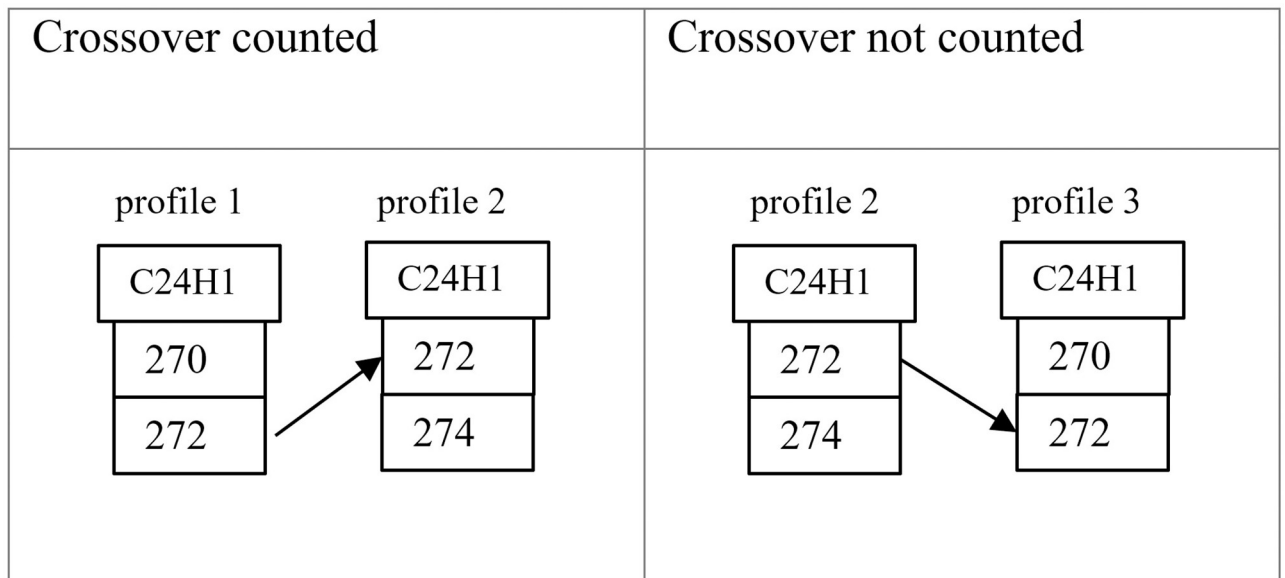 Crossover counted
Crossover not counted
profile 1
profile 2
C24H1
C24H1
270
272
272
274
profile 2
profile 3
C24H1
C24H1
272
270
274
272